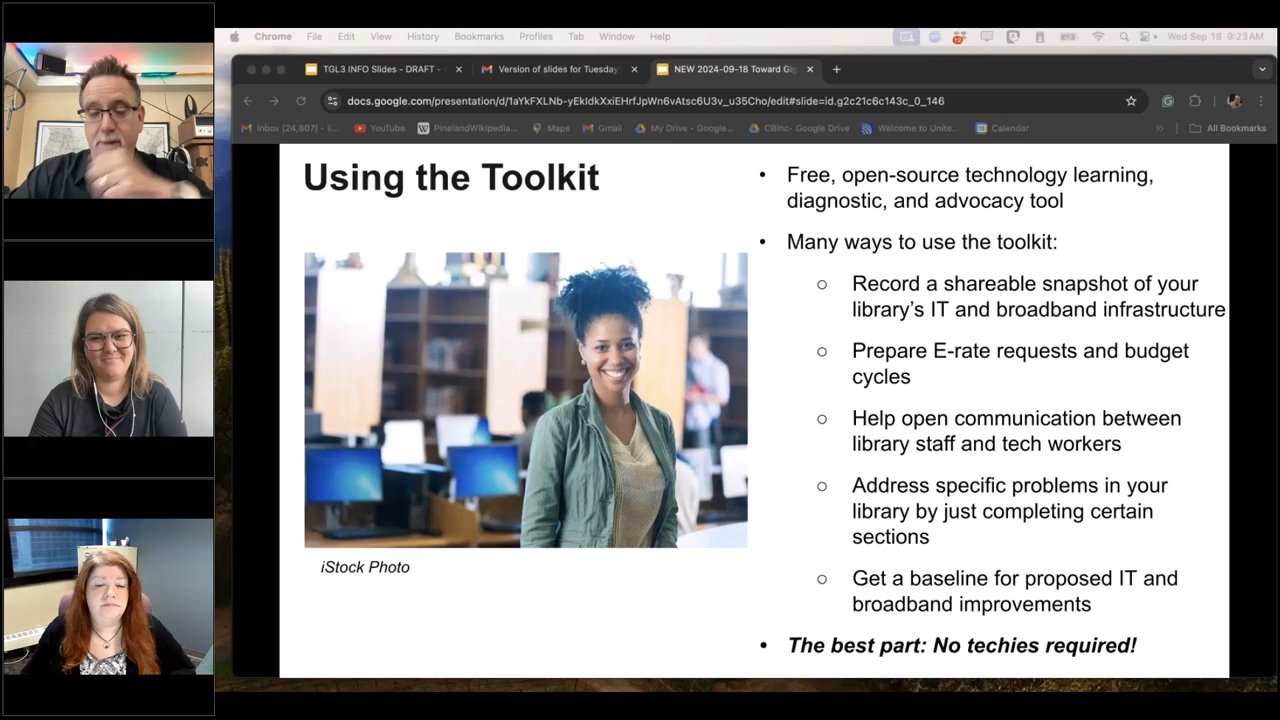 Chrome File Edit View History Bookmarks Profiles Tab Window Help Wed Sep 18 9:23 AM
TGL3 INFO Slides - DRAFT - Version of slides for Tuesday' NEW 2024-09-18 Toward Gig
docs.google.com/presentation/d/1aYkFXLNb-yEkIdkXxiEHrfJpWn6vAtsc6U3v_u35Cho/edit#slide=id.g2c21c6c143c_0_146
Inbox (24,807) - li... YouTube PinelandWikipedia... Maps Gmail My Drive - Google... CBInc- Google Drive Welcome to Unite... Calendar » All Bookmarks
Using the Toolkit
iStock Photo
• Free, open-source technology learning,
diagnostic, and advocacy tool
• Many ways to use the toolkit:
○ Record a shareable snapshot of your
library's IT and broadband infrastructure
○ Prepare E-rate requests and budget
cycles
○ Help open communication between
library staff and tech workers
○ Address specific problems in your
library by just completing certain
sections
○ Get a baseline for proposed IT and
broadband improvements
• The best part: No techies required!